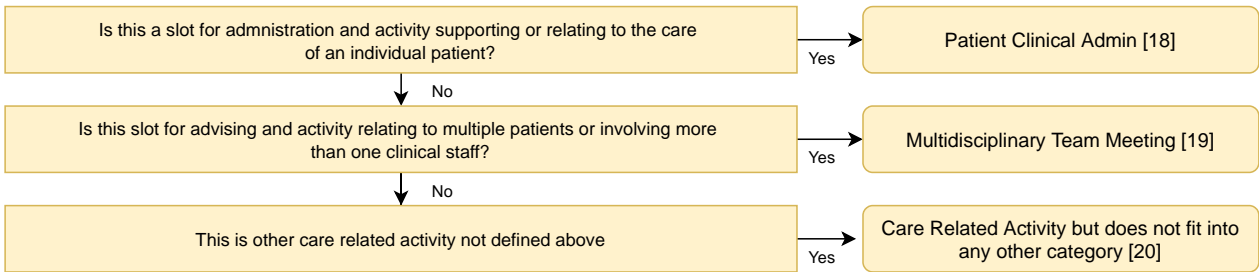 Is this a slot for admnistration and activity supporting or relating to the care
of an individual patient?
Yes
Patient Clinical Admin [18]
No
Is this slot for advising and activity relating to multiple patients or involving more
than one clinical staff?
Yes
Multidisciplinary Team Meeting [19]
No
This is other care related activity not defined above
Yes
Care Related Activity but does not fit into
any other category [20]